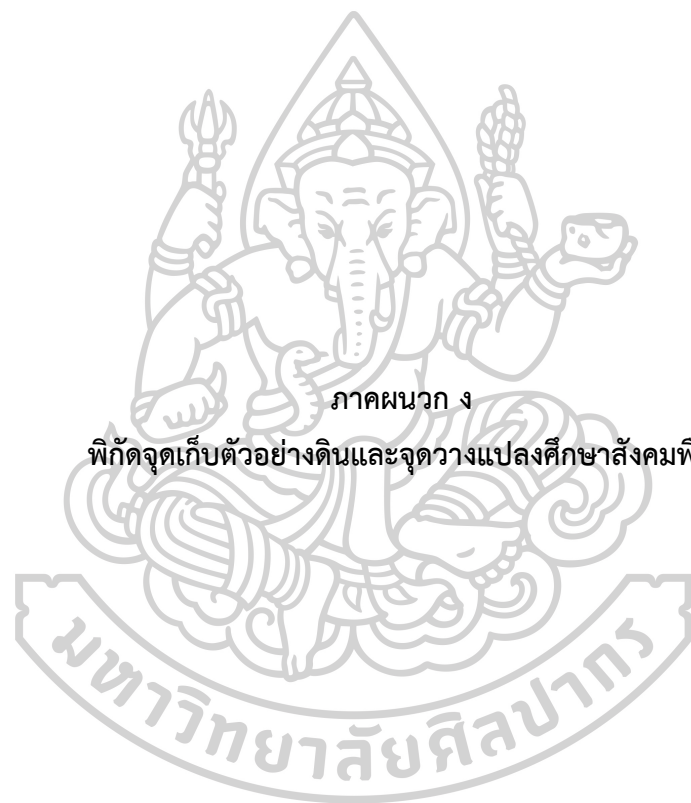 ภาคผนวก ง
พิกัดจุดเก็บตัวอย่างดินและจุดวางแปลงศึกษาสังคม
มหาวิทยาลัยศิลปากร